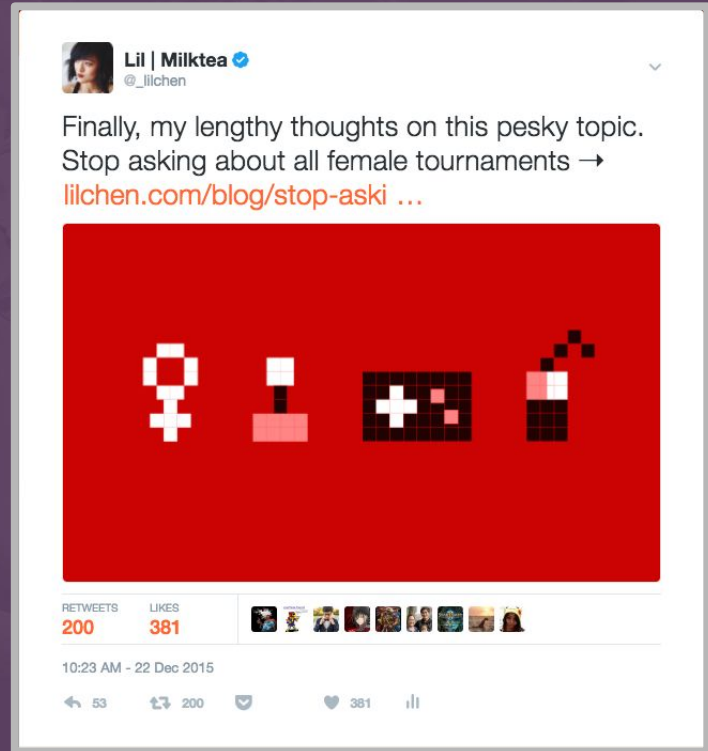 Lil | Milktea
@_lilchen
Finally, my lengthy thoughts on this pesky topic.
Stop asking about all female tournaments →
lilchen.com/blog/stop-aski …
RETWEETS LIKES
200 381
10:23 AM - 22 Dec 2015
53 200 381